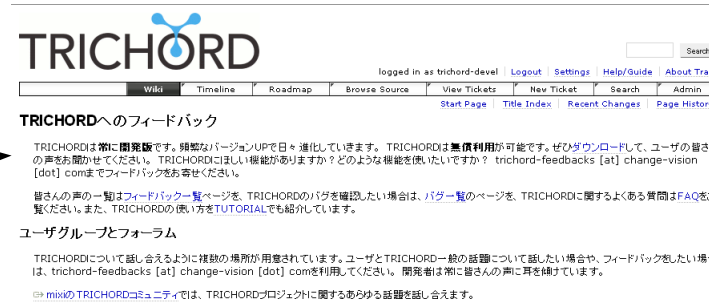 TRICHORD
Search
logged in as trichord-devel Logout Settings Help/Guide About Tra
Wiki Timeline Roadmap Browse Source View Tickets New Ticket Search Admin
Start Page Title Index Recent Changes Page Histor
TRICHORDへのフィードバック
TRICHORDは常に開発版です。頻繁なバージョンUPで日々進化していきます。 TRICHORDは無償利用が可能です。ぜひダウンロードして、ユーザの皆さ
の声をお聞かせください。 TRICHORDにほしい機能がありますか？どのような機能を使いたいですか？ trichord-feedbacks [at] change-vision
[dot] comまでフィードバックをお寄せください。
皆さんの声の一覧はフィードバック一覧ページを、TRICHORDのバグを確認したい場合は、バグ一覧のページを、TRICHORDに関するよくある質問はFAQをご
覧ください。また、TRICHORDの使い方をTUTORIALでも紹介しています。
ユーザグループとフォーラム
TRICHORDについて話し合えるように複数の場所が用意されています。ユーザとTRICHORD一般の話題について話したい場合や、フィードバックをしたい場合
は、trichord-feedbacks [at] change-vision [dot] comを利用してください。 開発者は常に皆さんの声に耳を傾けています。
mixiのTRICHORDコミュニティでは、TRICHORDプロジェクトに関するあらゆる話題を話し合えます。